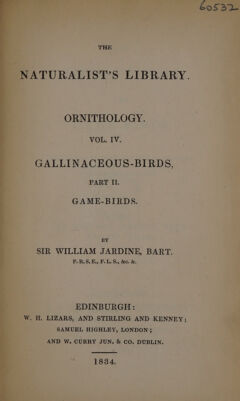 60532
THE
NATURALIST'S LIBRARY.
ORNITHOLOGY.
VOL. IV.
GALLINACEOUS-BIRDS,
PART II.
GAME-BIRDS.
BY
SIR WILLIAM JARDINE, BART.
F.R.S.E., F.L.S., &c. &c.
EDINBURGH:
W. H. LIZARS, AND STIRLING AND KENNEY;
SAMUEL HIGHLEY, LONDON;
AND W. CURRY JUN. & CO. DUBLIN.
1834.